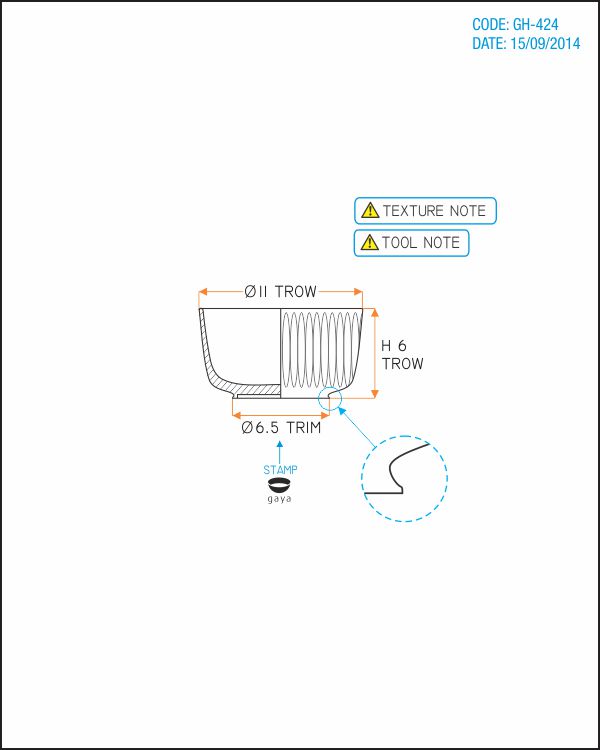 CODE: GH-424
DATE: 15/09/2014
TEXTURE NOTE
TOOL NOTE
Ø11 TROW
H 6
TROW
Ø6.5 TRIM
STAMP
gaya